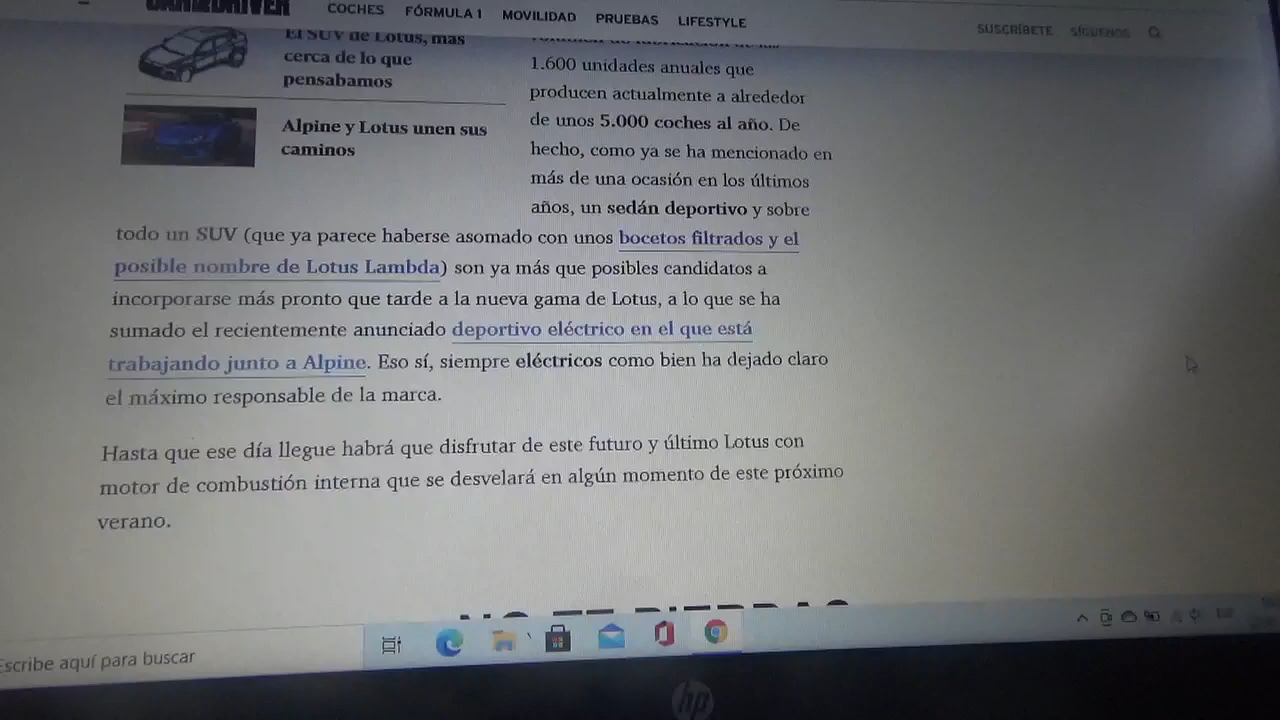 CAR and DRIVER
COCHES FÓRMULA 1 MOVILIDAD PRUEBAS LIFESTYLE
SUSCRÍBETE SÍGUENOS
El SUV de Lotus, más
cerca de lo que
pensabamos
Alpine y Lotus unen sus
caminos
1.600 unidades anuales que
producen actualmente a alrededor
de unos 5.000 coches al año. De
hecho, como ya se ha mencionado en
más de una ocasión en los últimos
años, un sedán deportivo y sobre
todo un SUV (que ya parece haberse asomado con unos bocetos filtrados y el
posible nombre de Lotus Lambda) son ya más que posibles candidatos a
incorporarse más pronto que tarde a la nueva gama de Lotus, a lo que se ha
sumado el recientemente anunciado deportivo eléctrico en el que está
trabajando junto a Alpine. Eso sí, siempre eléctricos como bien ha dejado claro
el máximo responsable de la marca.
Hasta que ese día llegue habrá que disfrutar de este futuro y último Lotus con
motor de combustión interna que se desvelará en algún momento de este próximo
verano.
Escribe aquí para buscar
hp